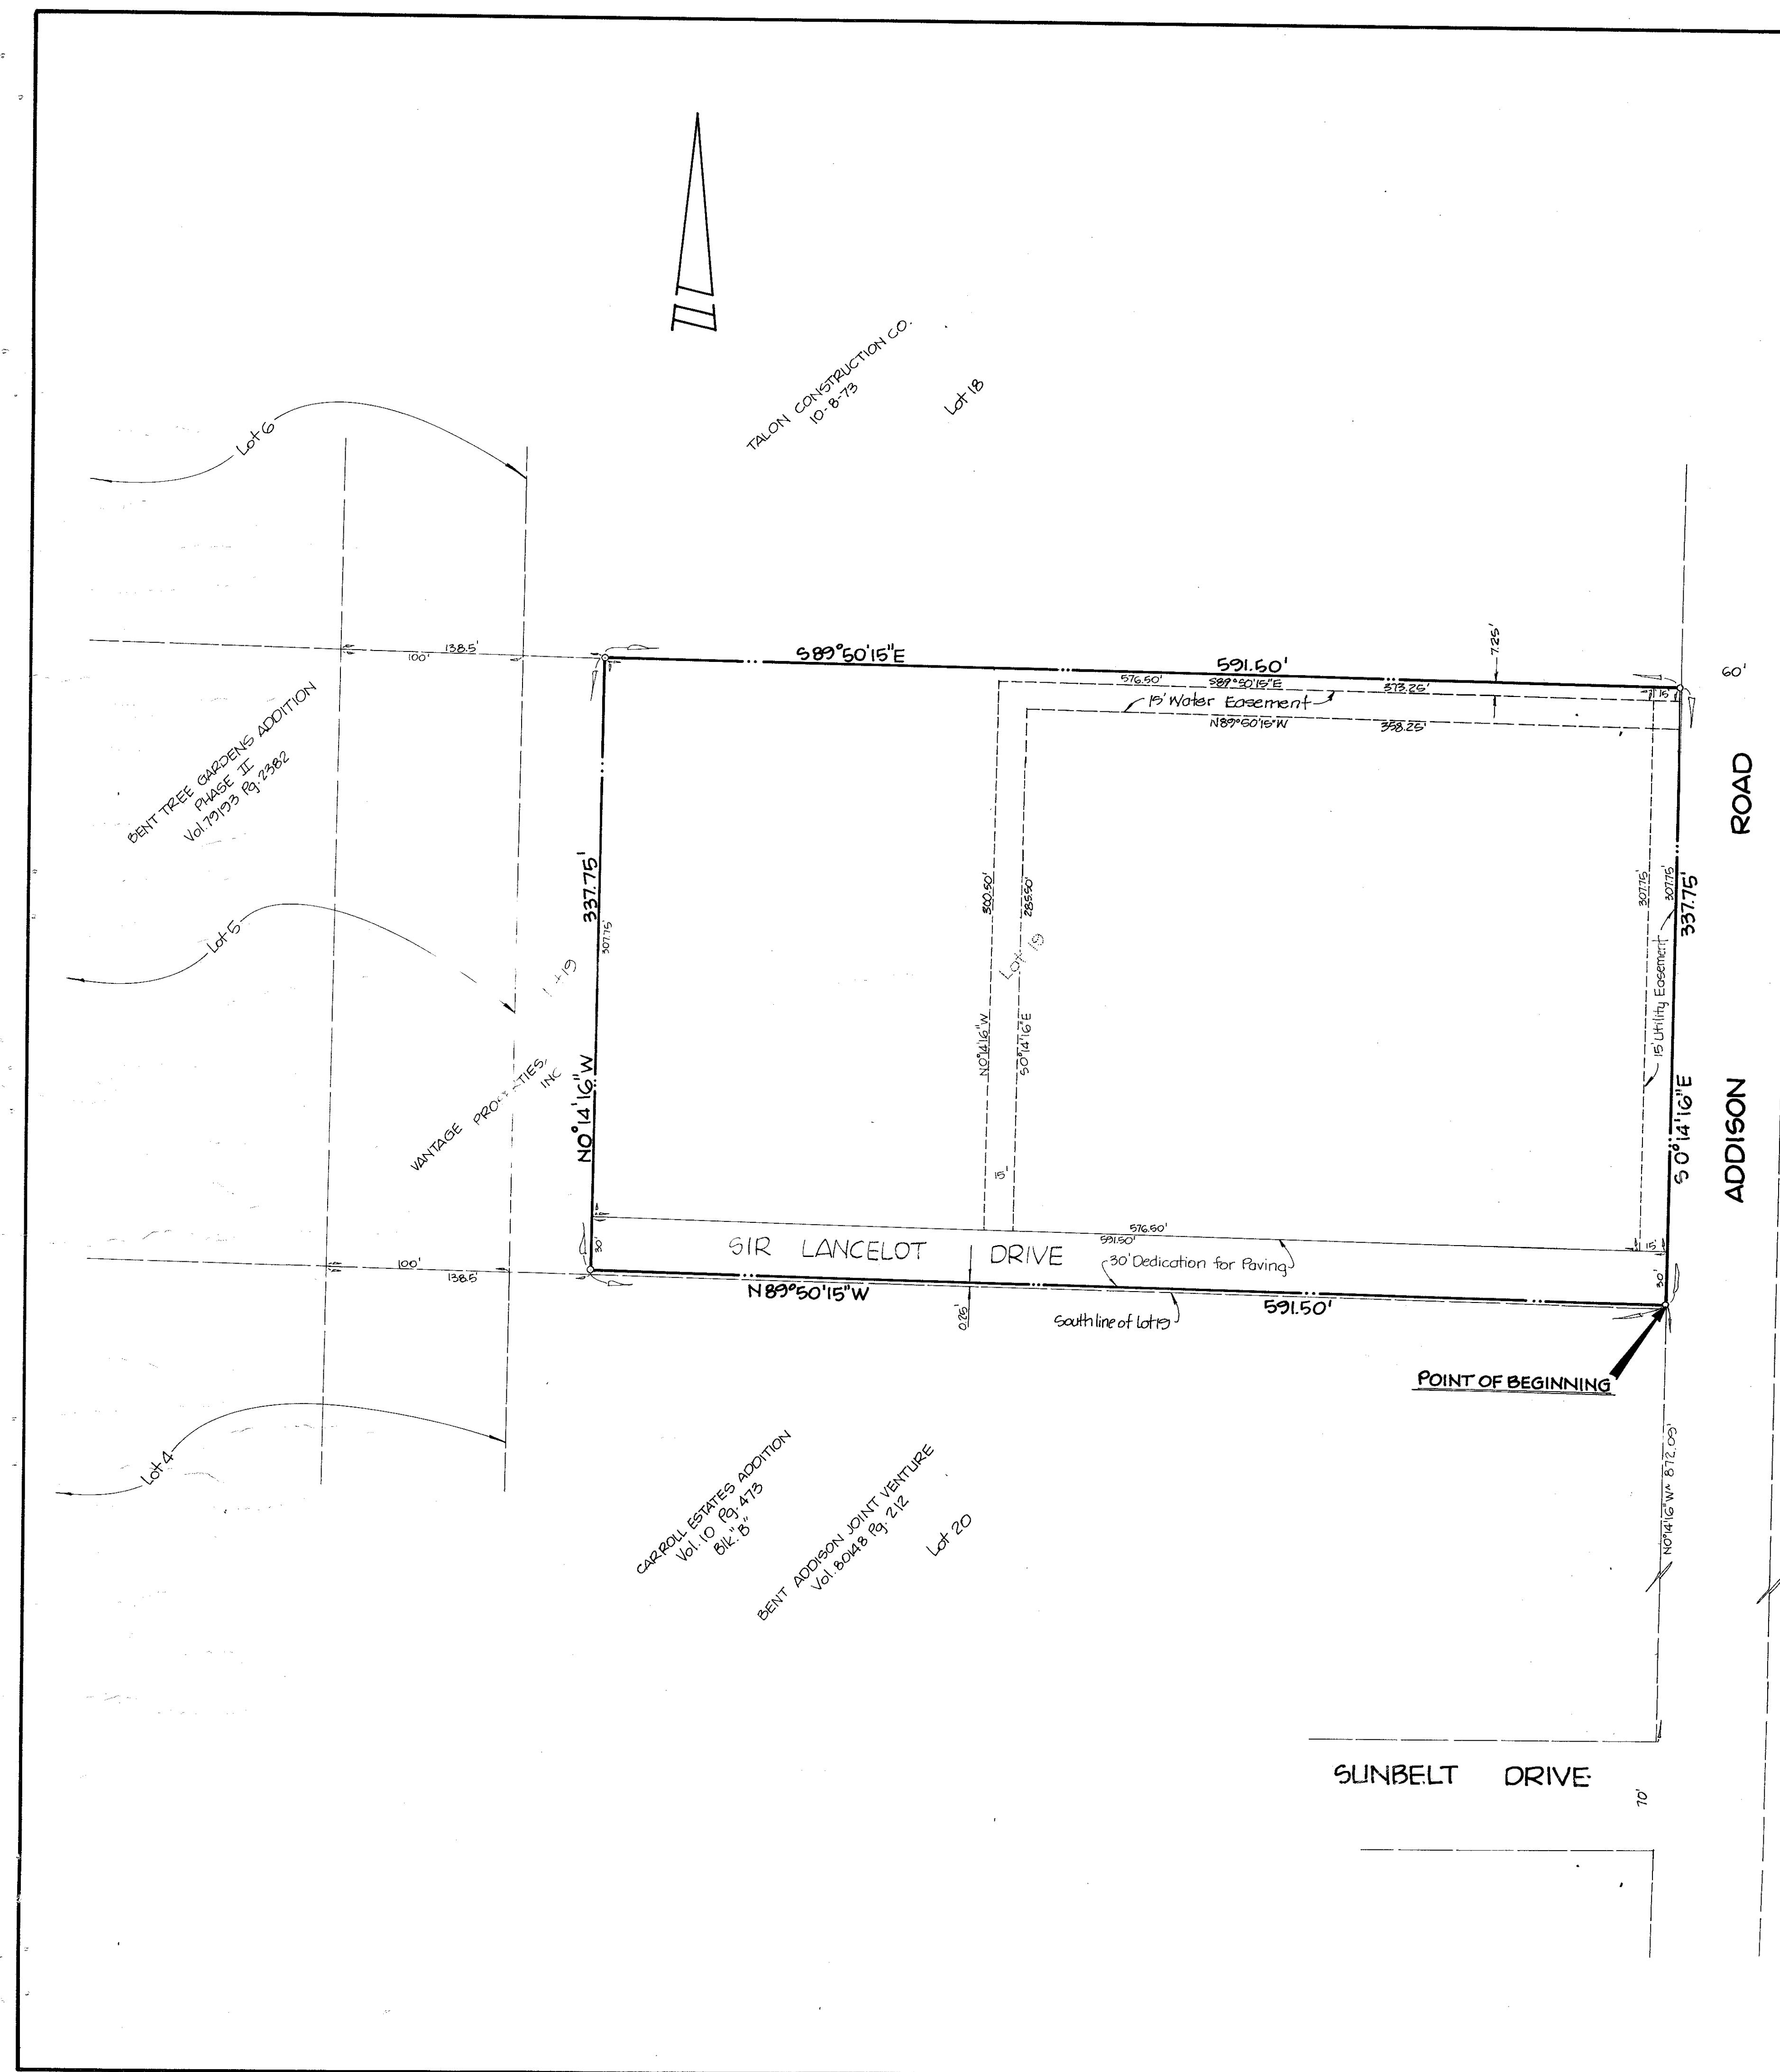 TALON CONSTRUCTION CO.
10-8-73
Lot 18
Lot 6
138.5'
100'
S89°50'15"E
591.50'
7.25'
60'
576.50'
S89°50'15"E
373.25'
15'
15' Water Easement
N89°50'15"W
358.25'
BENT TREE GARDENS ADDITION
PHASE II
Vol. 79193 Pg. 2382
ROAD
337.75'
307.75'
300.50'
285.50'
307.75'
307.75'
337.75'
Lot 5
Lot 19
15' Utility Easement
VANTAGE
INC
N0°14'16"W
N0°14'16"W
S0°14'16"E
S0°14'16"E
ADDISON
15'
576.50'
30'
SIR LANCELOT DRIVE
591.50'
30' Dedication for Paving
15'
30'
100'
138.5'
N89°50'15"W
0.26'
South line of Lot 19
591.50'
POINT OF BEGINNING
Lot 4
CARROLL ESTATES ADDITION
Vol. 10 Pg. 473
Blk. "B"
BENT ADDISON JOINT VENTURE
Vol. 80148 Pg. 212
Lot 20
N0°14'16"W~ 872.09'
SUNBELT DRIVE
70'